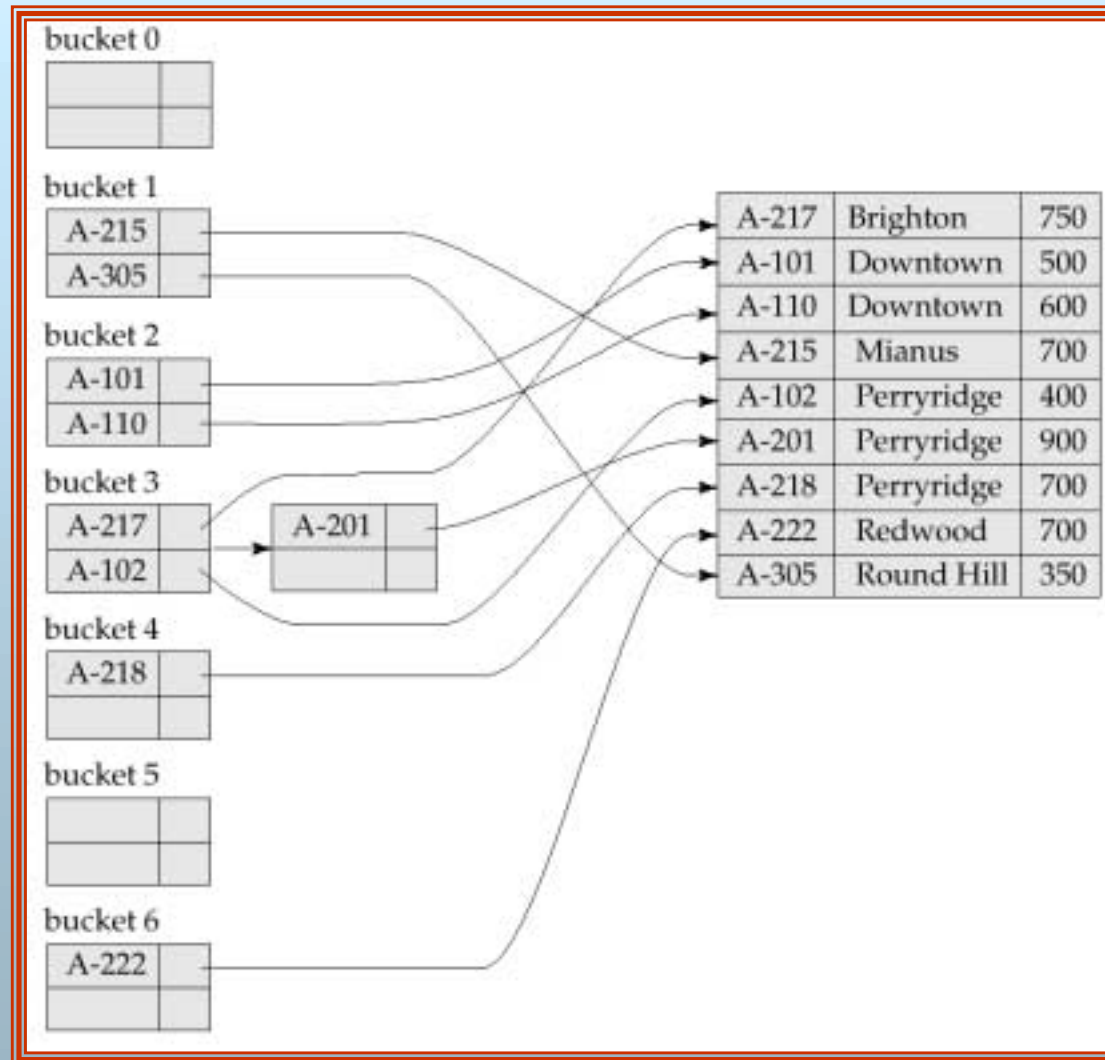 bucket 0
bucket 1
A-215
A-305
bucket 2
A-101
A-110
bucket 3
A-217
A-102
A-201
bucket 4
A-218
bucket 5
bucket 6
A-222
A-217 Brighton 750
A-101 Downtown 500
A-110 Downtown 600
A-215 Mianus 700
A-102 Perryridge 400
A-201 Perryridge 900
A-218 Perryridge 700
A-222 Redwood 700
A-305 Round Hill 350